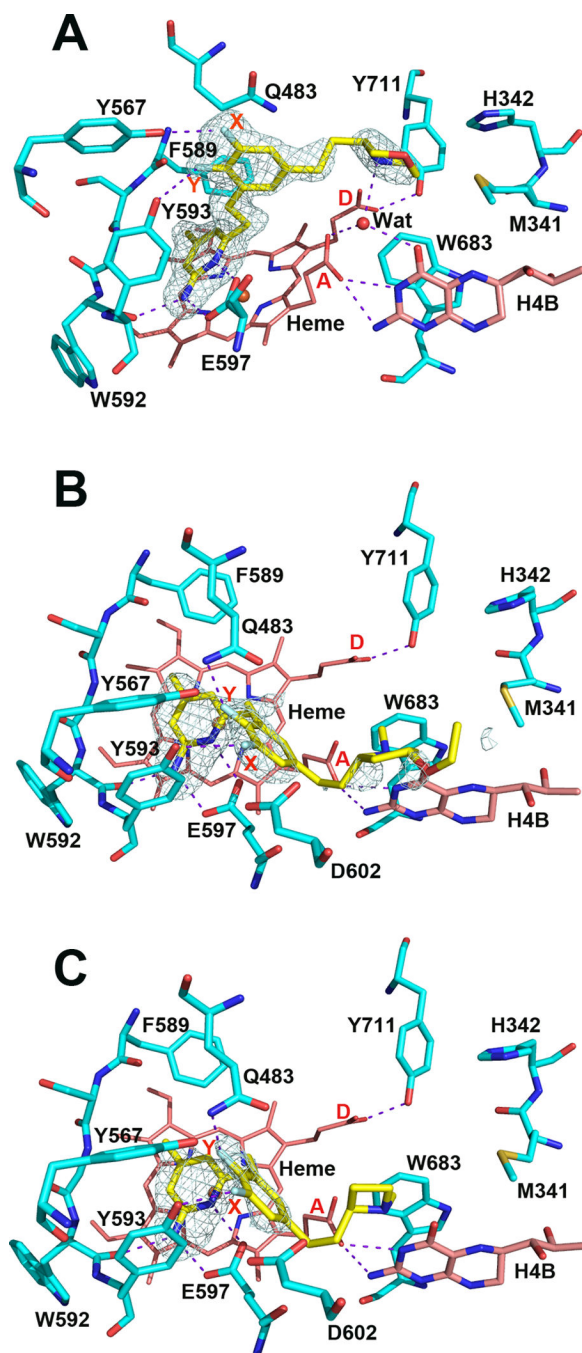 A
Q483
Y711
H342
Y567
X
F589
Y
D
Y593
Wat
M341
W683
A
Heme
H4B
E597
W592
B
Y711
F589
H342
Q483
D
Y567
Y
W683
Heme
M341
Y593
X
A
W592
E597
H4B
D602
C
F589
Y711
H342
Q483
D
Y567
Y
W683
Heme
M341
X
A
Y593
H4B
W592
E597
D602